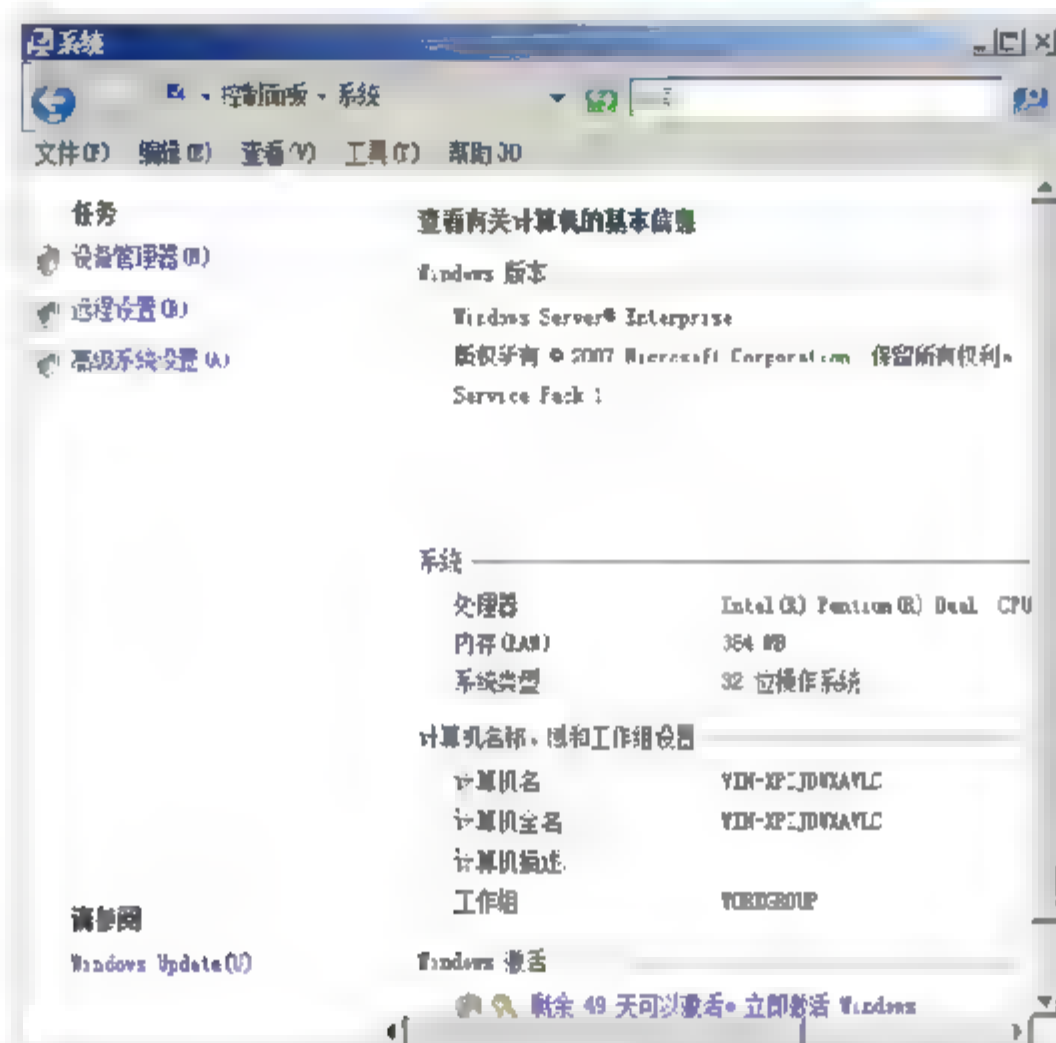 系统
控制面板 系统
文件(F) 编辑(E) 查看(V) 工具(T) 帮助(H)
任务
设备管理器(M)
远程设置(R)
高级系统设置(A)
查看有关计算机的基本信息
Windows 版本
Windows Server® Enterprise
版权所有 © 2007 Microsoft Corporation 保留所有权利。
Service Pack 1
系统
处理器 Intel(R) Pentium(R) Dual CPU
内存(RAM) 384 MB
系统类型 32 位操作系统
计算机名称、域和工作组设置
计算机名
计算机全名
计算机描述:
工作组 WORKGROUP
请参阅
Windows Update(U)
Windows 激活
剩余 49 天可以激活。立即激活 Windows